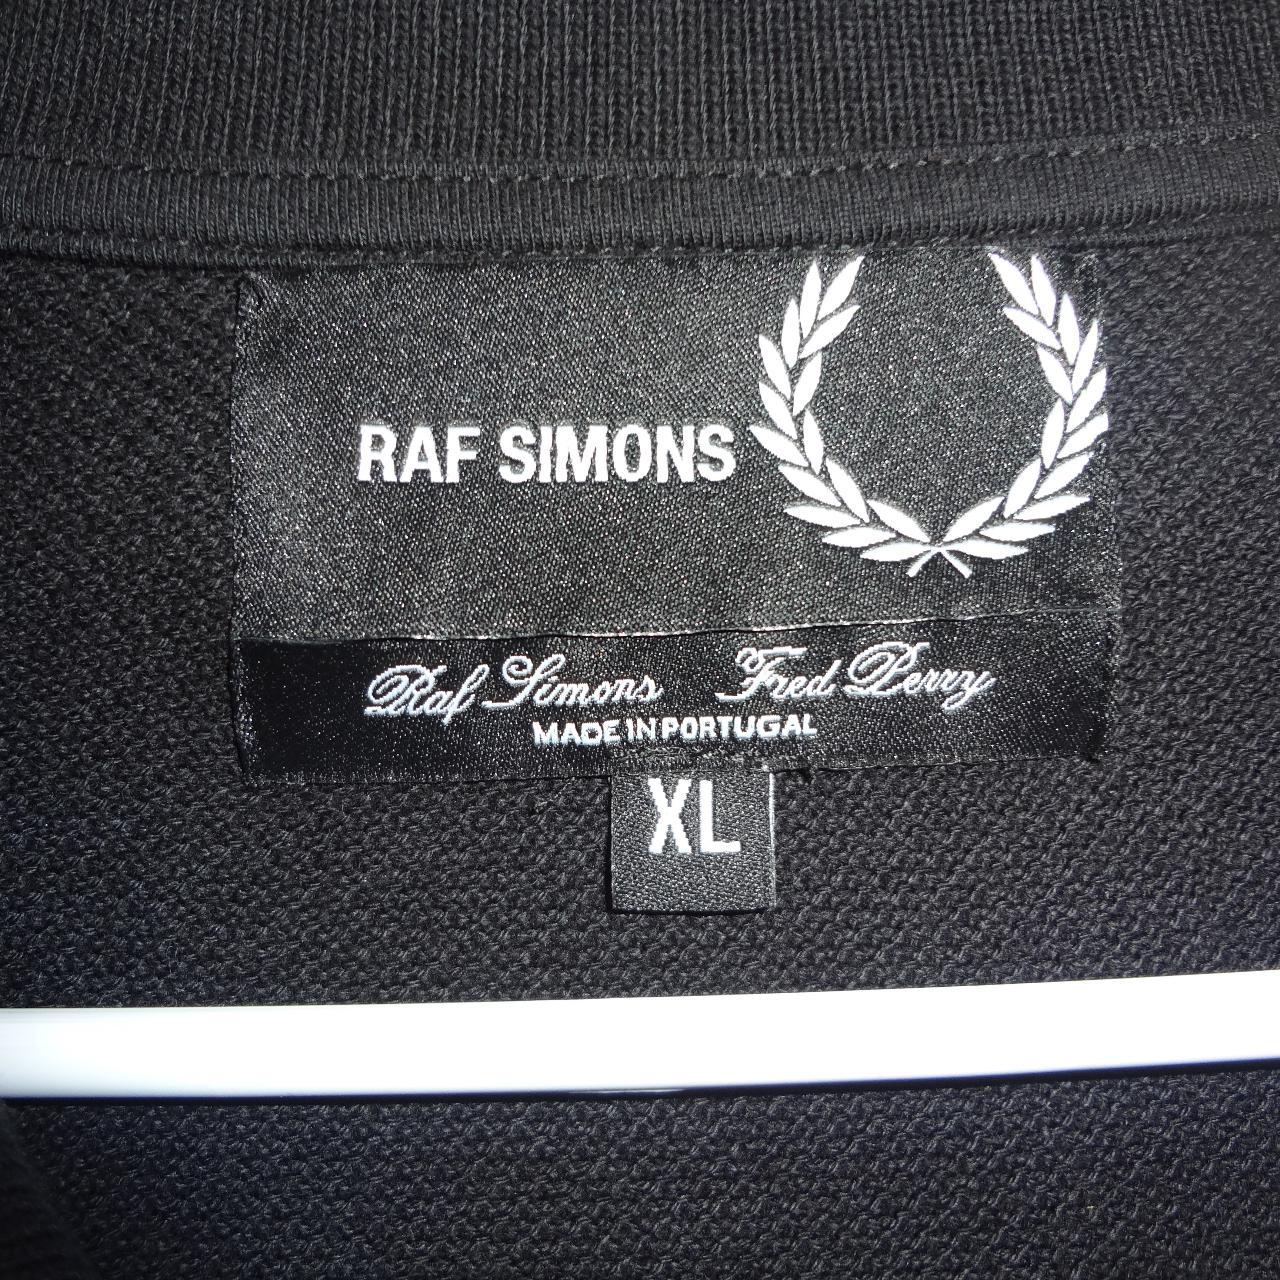 RAF SIMONS
Raf Simons Fred Perry
MADE IN PORTUGAL
XL